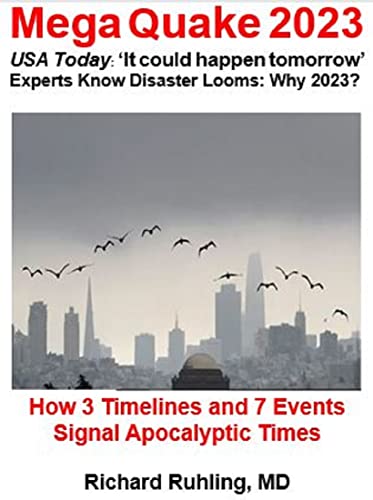 Mega Quake 2023
USA Today: ‘It could happen tomorrow’
Experts Know Disaster Looms: Why 2023?
How 3 Timelines and 7 Events
Signal Apocalyptic Times
Richard Ruhling, MD